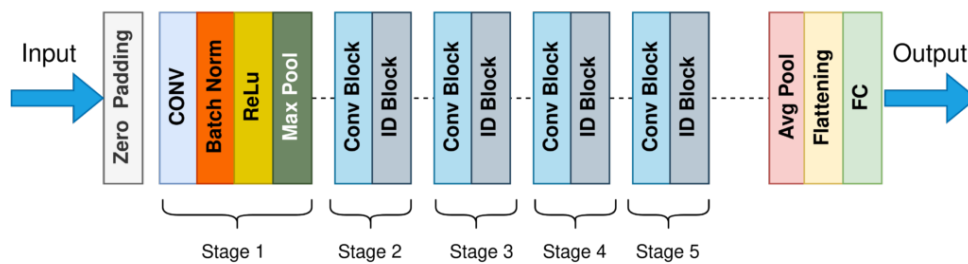 Input
Zero Padding
CONV
Batch Norm
ReLu
Max Pool
Conv Block
ID Block
Conv Block
ID Block
Conv Block
ID Block
Conv Block
ID Block
Avg Pool
Flattening
FC
Output
Stage 1
Stage 2
Stage 3
Stage 4
Stage 5